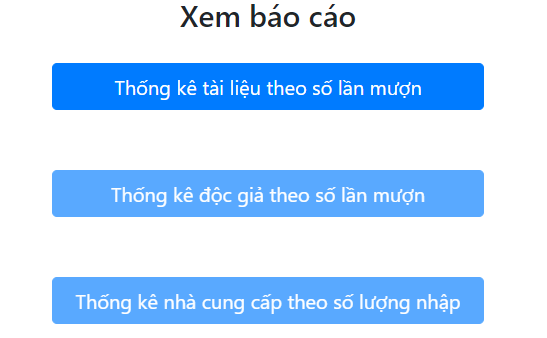 Xem báo cáo
Thống kê tài liệu theo số lần mượn
Thống kê độc giả theo số lần mượn
Thống kê nhà cung cấp theo số lượng nhập